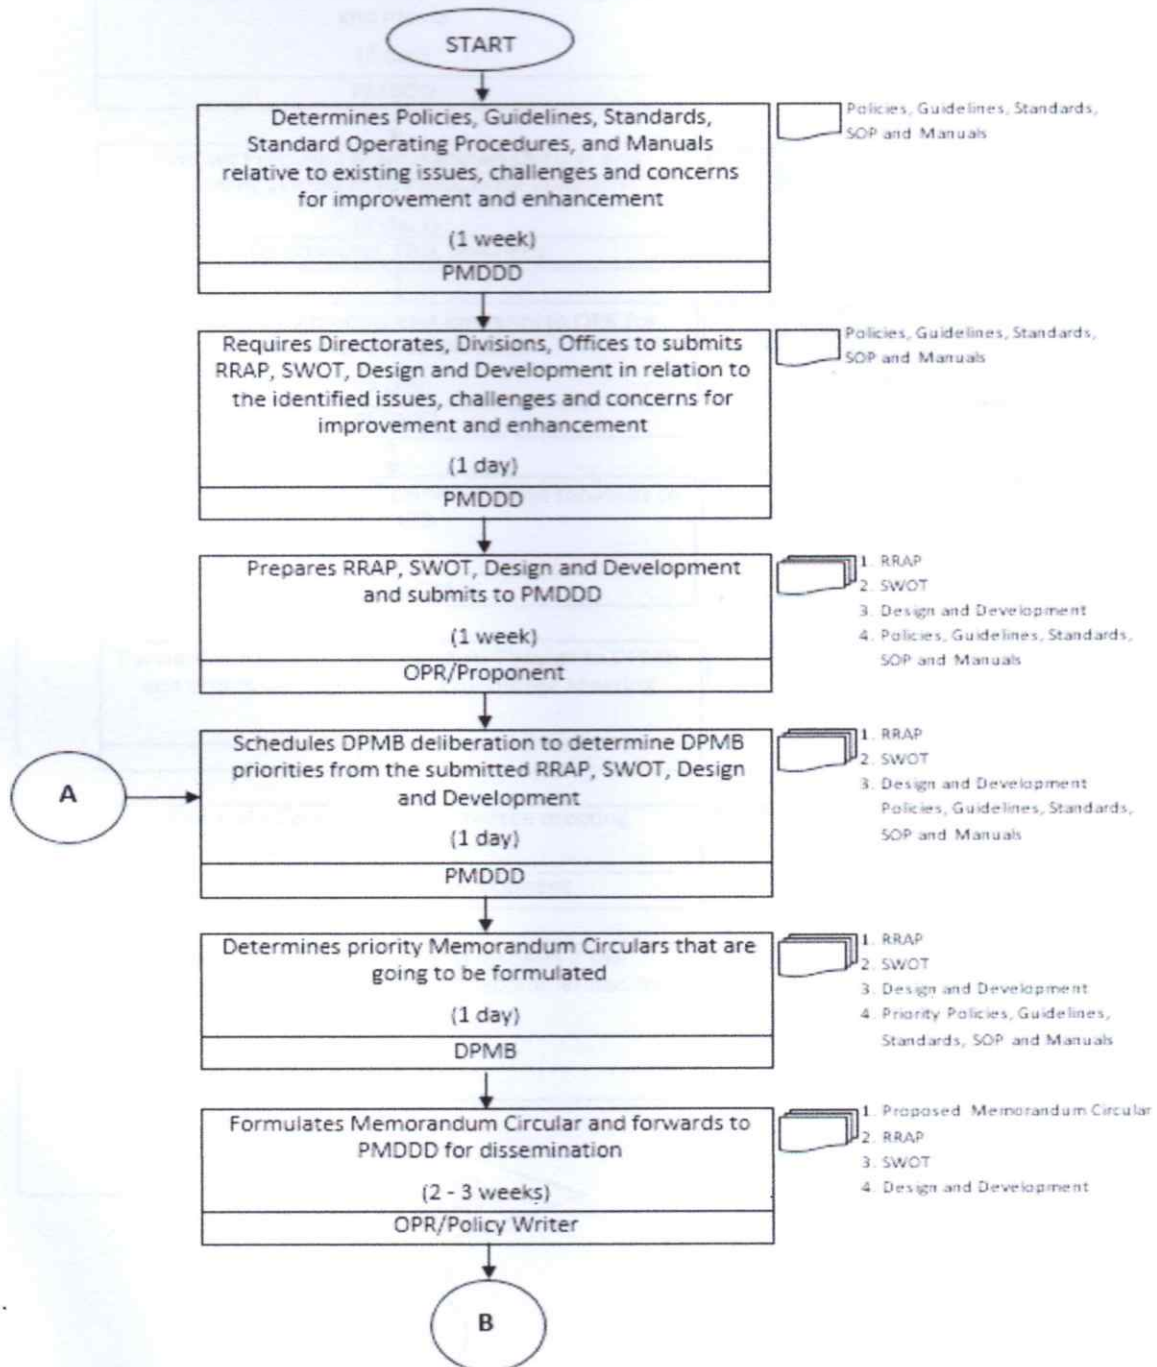 START
Determines Policies, Guidelines, Standards,
Standard Operating Procedures, and Manuals
relative to existing issues, challenges and concerns
for improvement and enhancement
(1 week)
PMDDD
Policies, Guidelines, Standards,
SOP and Manuals
Requires Directorates, Divisions, Offices to submits
RRAP, SWOT, Design and Development in relation to
the identified issues, challenges and concerns for
improvement and enhancement
(1 day)
PMDDD
Policies, Guidelines, Standards,
SOP and Manuals
Prepares RRAP, SWOT, Design and Development
and submits to PMDDD
(1 week)
OPR/Proponent
1. RRAP
2. SWOT
3. Design and Development
4. Policies, Guidelines, Standards,
SOP and Manuals
A
Schedules DPMB deliberation to determine DPMB
priorities from the submitted RRAP, SWOT, Design
and Development
(1 day)
PMDDD
1. RRAP
2. SWOT
3. Design and Development
Policies, Guidelines, Standards,
SOP and Manuals
Determines priority Memorandum Circulars that are
going to be formulated
(1 day)
DPMB
1. RRAP
2. SWOT
3. Design and Development
4. Priority Policies, Guidelines,
Standards, SOP and Manuals
Formulates Memorandum Circular and forwards to
PMDDD for dissemination
(2 - 3 weeks)
OPR/Policy Writer
1. Proposed Memorandum Circular
2. RRAP
3. SWOT
4. Design and Development
B